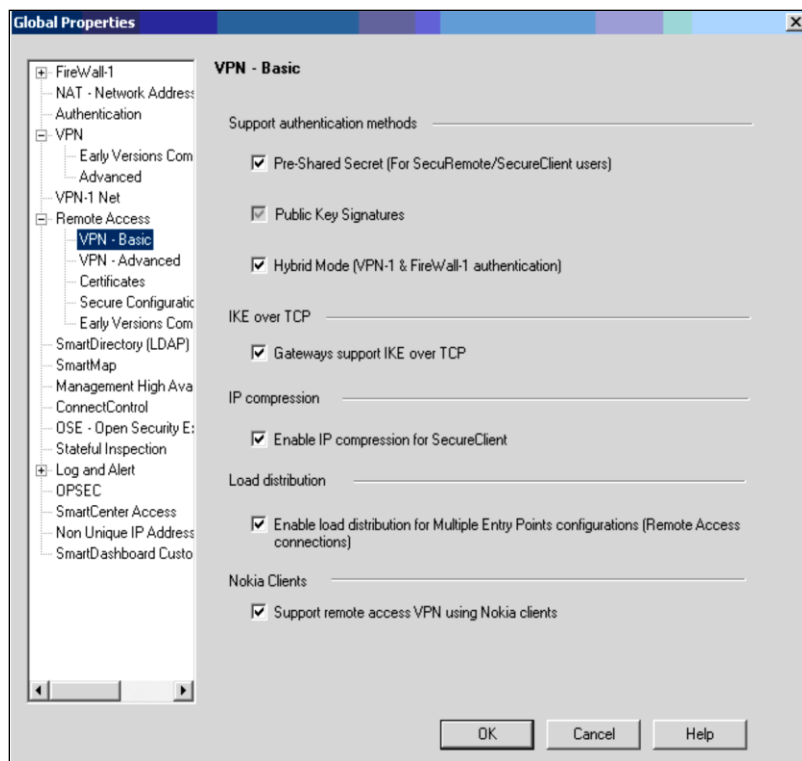 Global Properties
FireWall-1
NAT - Network Address
Authentication
VPN
Early Versions Com
Advanced
VPN-1 Net
Remote Access
VPN - Basic
VPN - Advanced
Certificates
Secure Configuratic
Early Versions Com
SmartDirectory (LDAP)
SmartMap
Management High Ava
ConnectControl
OSE - Open Security E:
Stateful Inspection
Log and Alert
OPSEC
SmartCenter Access
Non Unique IP Address
SmartDashboard Custo
VPN - Basic
Support authentication methods
Pre-Shared Secret (For SecuRemote/SecureClient users)
Public Key Signatures
Hybrid Mode (VPN-1 & FireWall-1 authentication)
IKE over TCP
Gateways support IKE over TCP
IP compression
Enable IP compression for SecureClient
Load distribution
Enable load distribution for Multiple Entry Points configurations (Remote Access
connections)
Nokia Clients
Support remote access VPN using Nokia clients
OK
Cancel
Help